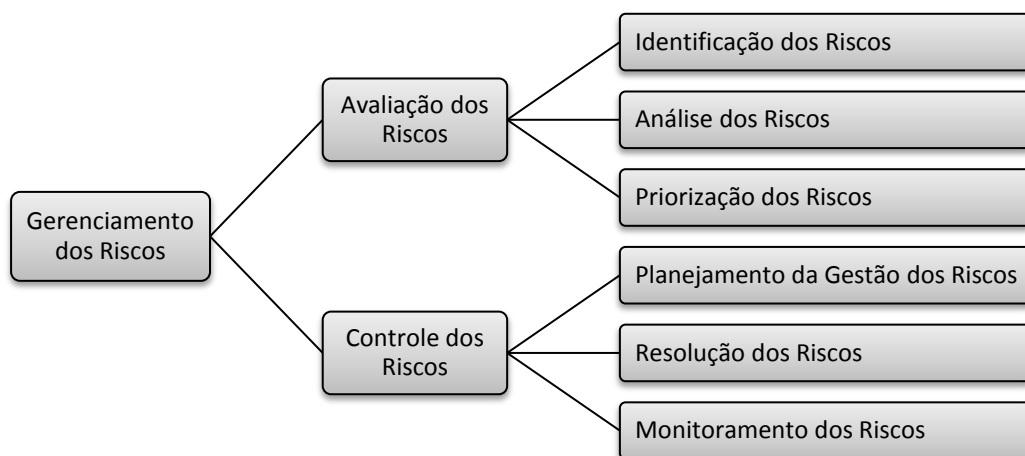 Gerenciamento
dos Riscos
Avaliação dos
Riscos
Identificação dos Riscos
Análise dos Riscos
Priorização dos Riscos
Controle dos
Riscos
Planejamento da Gestão dos Riscos
Resolução dos Riscos
Monitoramento dos Riscos